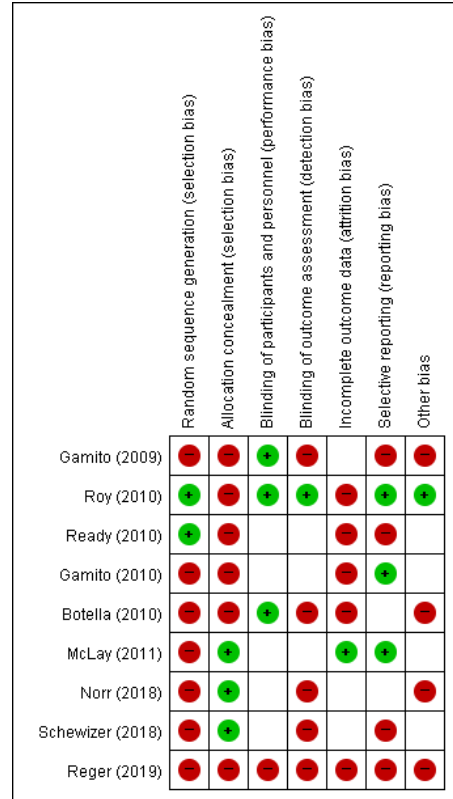 Random sequence generation (selection bias)
Allocation concealment (selection bias)
Blinding of participants and personnel (performance bias)
Blinding of outcome assessment (detection bias)
Incomplete outcome data (attrition bias)
Selective reporting (reporting bias)
Other bias
Gamito (2009) − − + − − −
Roy (2010) + − + + − + +
Ready (2010) + − − −
Gamito (2010) − − − +
Botella (2010) − − + − − −
McLay (2011) − + + +
Norr (2018) − + − −
Schewizer (2018) − + − −
Reger (2019) − − − − − − −